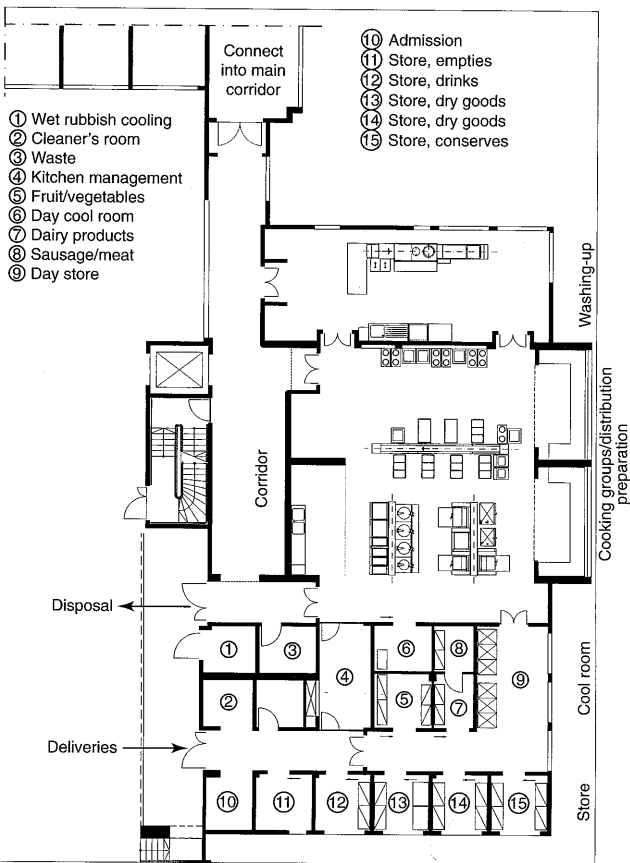 Connect
into main
corridor
⑩ Admission
⑪ Store, empties
⑫ Store, drinks
⑬ Store, dry goods
⑭ Store, dry goods
⑮ Store, conserves
① Wet rubbish cooling
② Cleaner's room
③ Waste
④ Kitchen management
⑤ Fruit/vegetables
⑥ Day cool room
⑦ Dairy products
⑧ Sausage/meat
⑨ Day store
Washing-up
Cooking groups/distribution
preparation
Corridor
Disposal
① ③ ④ ⑥ ⑧ ⑨
Cool room
② ⑤ ⑦
Deliveries
⑩ ⑪ ⑫ ⑬ ⑭ ⑮
Store